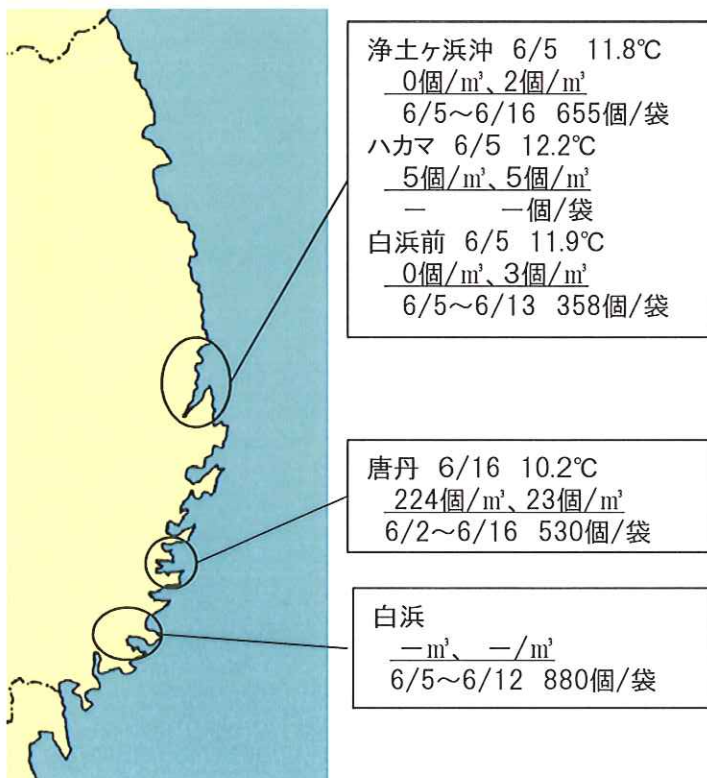 浄土ヶ浜沖 6/5 11.8℃
0個/㎥、2個/㎥
6/5～6/16 655個/袋
ハカマ 6/5 12.2℃
5個/㎥、5個/㎥
－ －個/袋
白浜前 6/5 11.9℃
0個/㎥、3個/㎥
6/5～6/13 358個/袋
唐丹 6/16 10.2℃
224個/㎥、23個/㎥
6/2～6/16 530個/袋
白浜
－㎥、 －/㎥
6/5～6/12 880個/袋